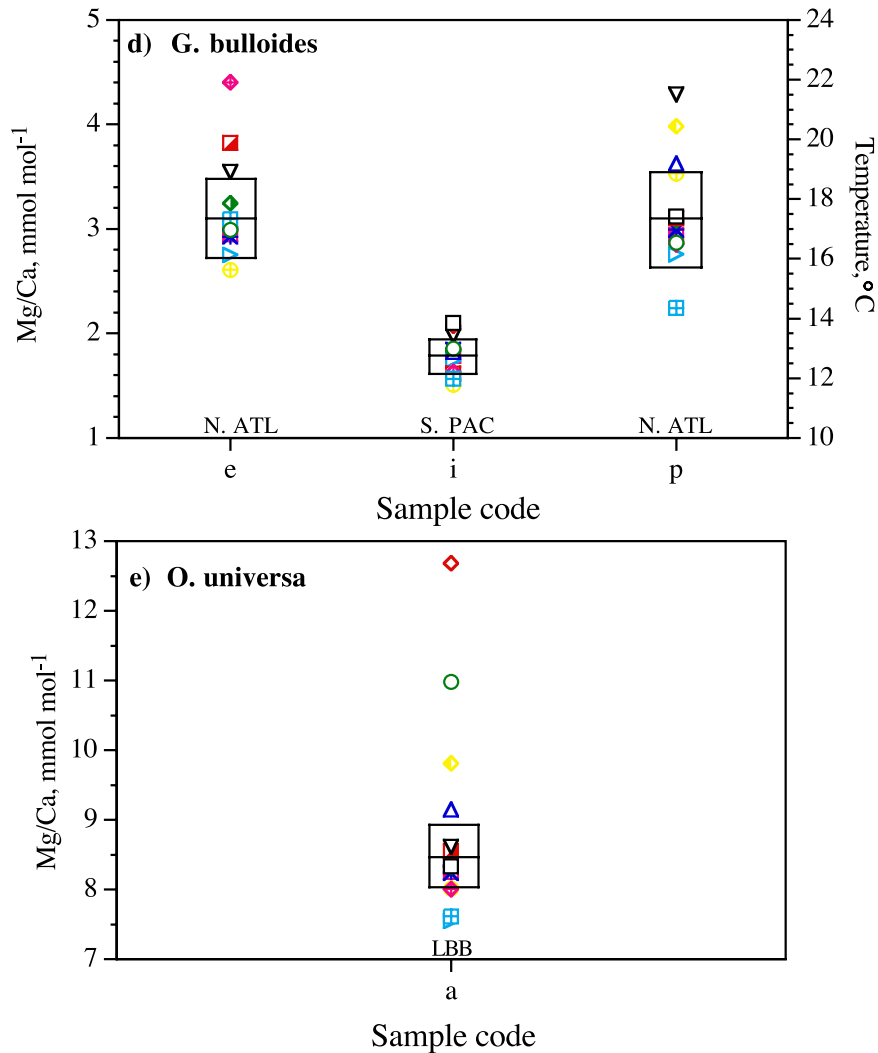 d) G. bulloides
Mg/Ca, mmol mol-1
5
4
3
2
1
24
22
20
18
16
14
12
10
Temperature, °C
N. ATL
S. PAC
N. ATL
e
i
p
Sample code
e) O. universa
Mg/Ca, mmol mol-1
13
12
11
10
9
8
7
LBB
a
Sample code